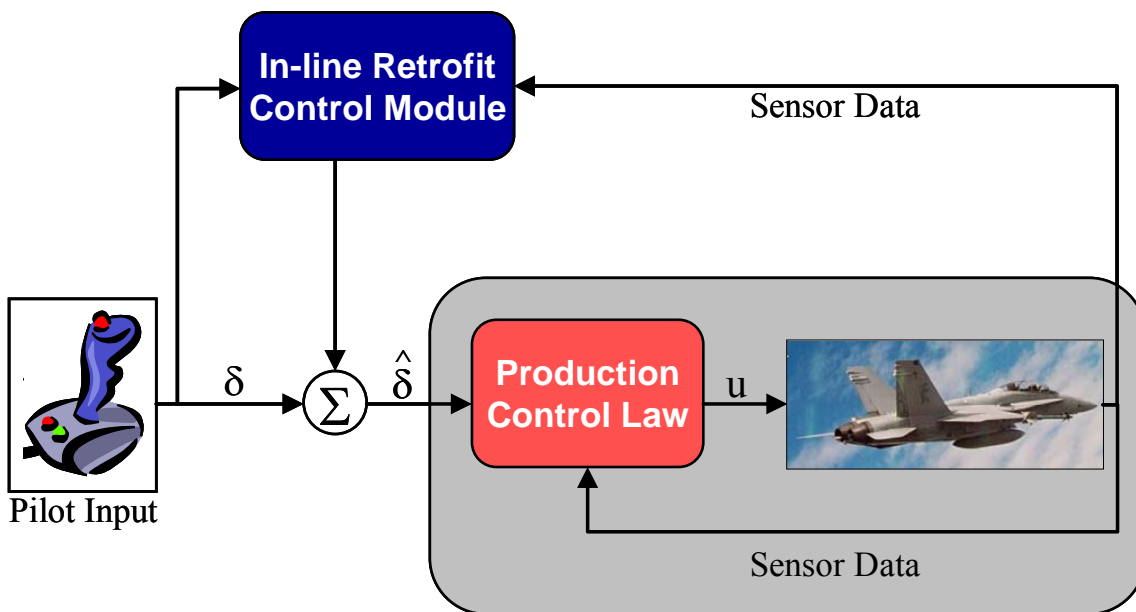 In-line Retrofit
Control Module
Sensor Data
δ
Σ
δ̂
Production
Control Law
u
Pilot Input
Sensor Data